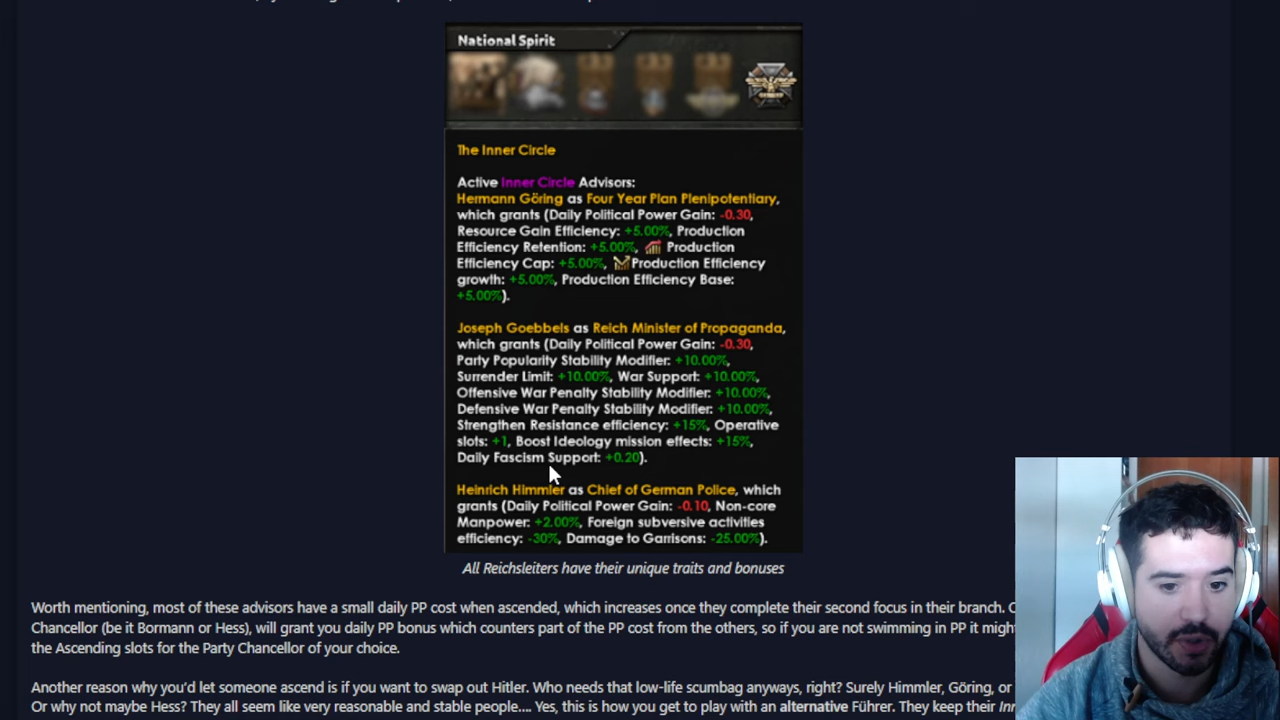 National Spirit
The Inner Circle
Active Inner Circle Advisors:
Hermann Göring as Four Year Plan Plenipotentiary,
which grants (Daily Political Power Gain: -0.30,
Resource Gain Efficiency: +5.00%, Production
Efficiency Retention: +5.00%, Production
Efficiency Cap: +5.00%, Production Efficiency
growth: +5.00%, Production Efficiency Base:
+5.00%).
Joseph Goebbels as Reich Minister of Propaganda,
which grants (Daily Political Power Gain: -0.30,
Party Popularity Stability Modifier: +10.00%,
Surrender Limit: +10.00%, War Support: +10.00%,
Offensive War Penalty Stability Modifier: +10.00%,
Defensive War Penalty Stability Modifier: +10.00%,
Strengthen Resistance efficiency: +15%, Operative
slots: +1, Boost Ideology mission effects: +15%,
Daily Fascism Support: +0.20).
Heinrich Himmler as Chief of German Police, which
grants (Daily Political Power Gain: -0.10, Non-core
Manpower: +2.00%, Foreign subversive activities
efficiency: -30%, Damage to Garrisons: -25.00%).
All Reichsleiters have their unique traits and bonuses
Worth mentioning, most of these advisors have a small daily PP cost when ascended, which increases once they complete their second focus in their branch.
Chancellor (be it Bormann or Hess), will grant you daily PP bonus which counters part of the PP cost from the others, so if you are not swimming in PP it
the Ascending slots for the Party Chancellor of your choice.
Another reason why you'd let someone ascend is if you want to swap out Hitler. Who needs that low-life scumbag anyways, right? Surely Himmler, Göring, or
Or why not maybe Hess? They all seem like very reasonable and stable people.... Yes, this is how you get to play with an alternative Führer. They keep their